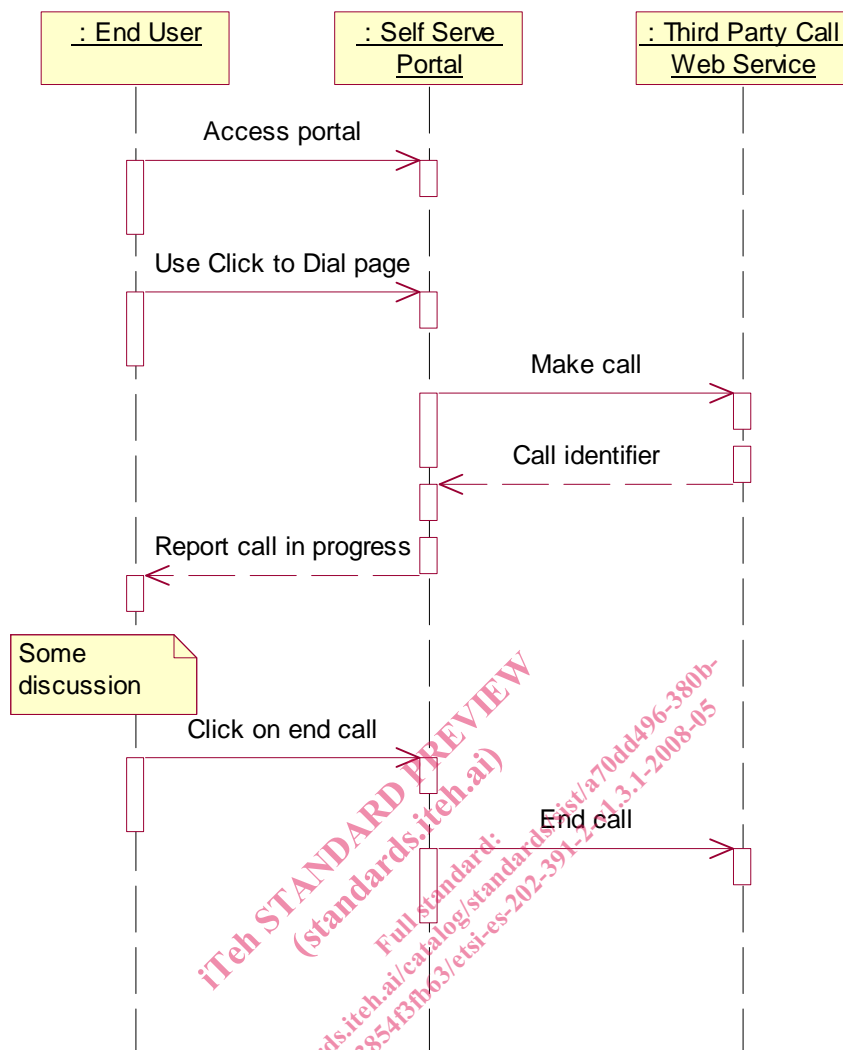 : End User
: Self Serve
Portal
: Third Party Call
Web Service
Access portal
Use Click to Dial page
Make call
Call identifier
Report call in progress
Some
discussion
Click on end call
End call
iTeh STANDARD PREVIEW
(standards.iteh.ai)
Full standard: